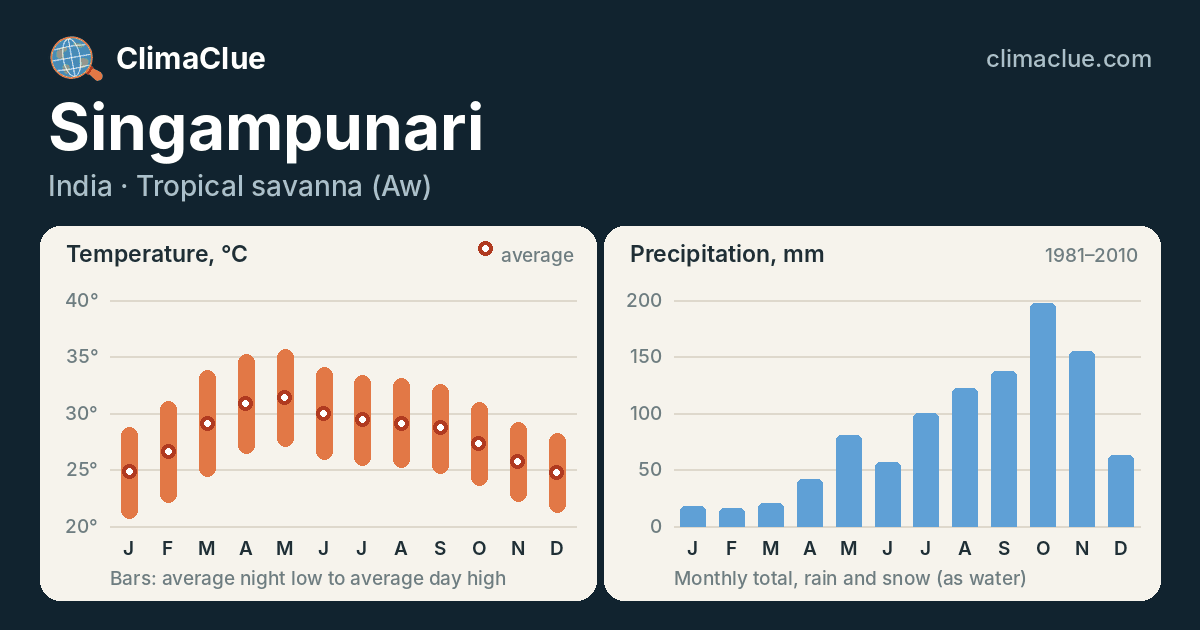 ClimaClue
climaclue.com
Singampunari
India · Tropical savanna (Aw)
Temperature, °C
average
40°
35°
30°
25°
20°
J F M A M J J A S O N D
Bars: average night low to average day high
Precipitation, mm
1981–2010
200
150
100
50
0
J F M A M J J A S O N D
Monthly total, rain and snow (as water)